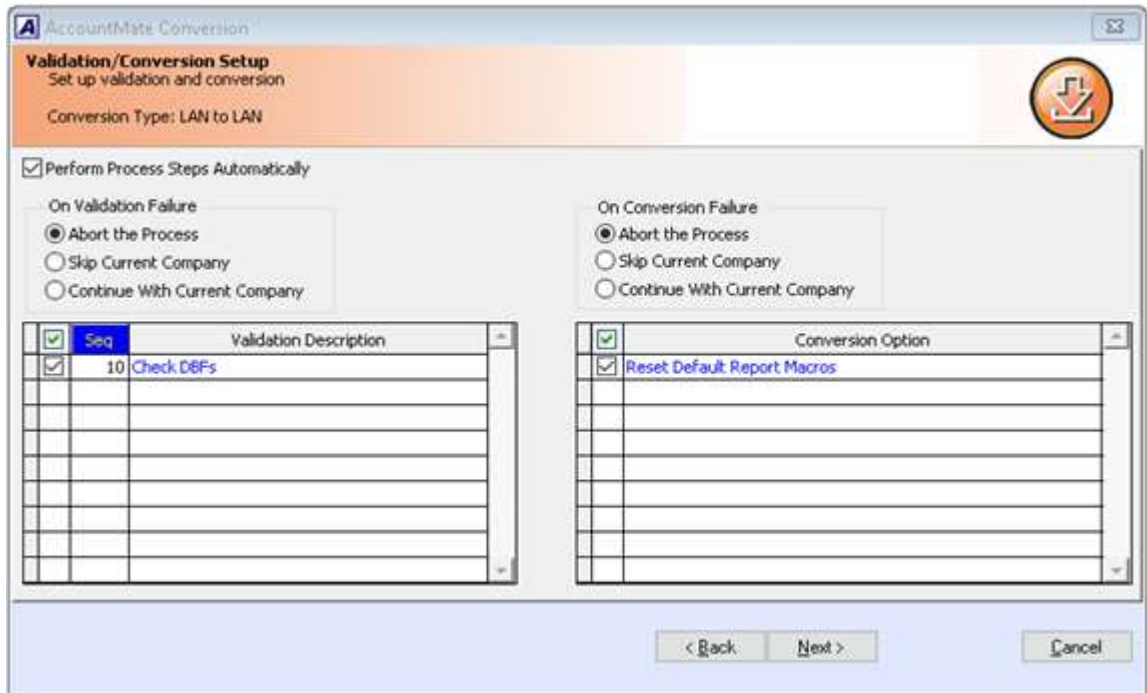 A AccountMate Conversion
Validation/Conversion Setup
Set up validation and conversion
Conversion Type: LAN to LAN
Perform Process Steps Automatically
On Validation Failure
Abort the Process
Skip Current Company
Continue With Current Company
On Conversion Failure
Abort the Process
Skip Current Company
Continue With Current Company
Seq Validation Description
10 Check DBFs
Conversion Option
Reset Default Report Macros
< Back Next > Cancel